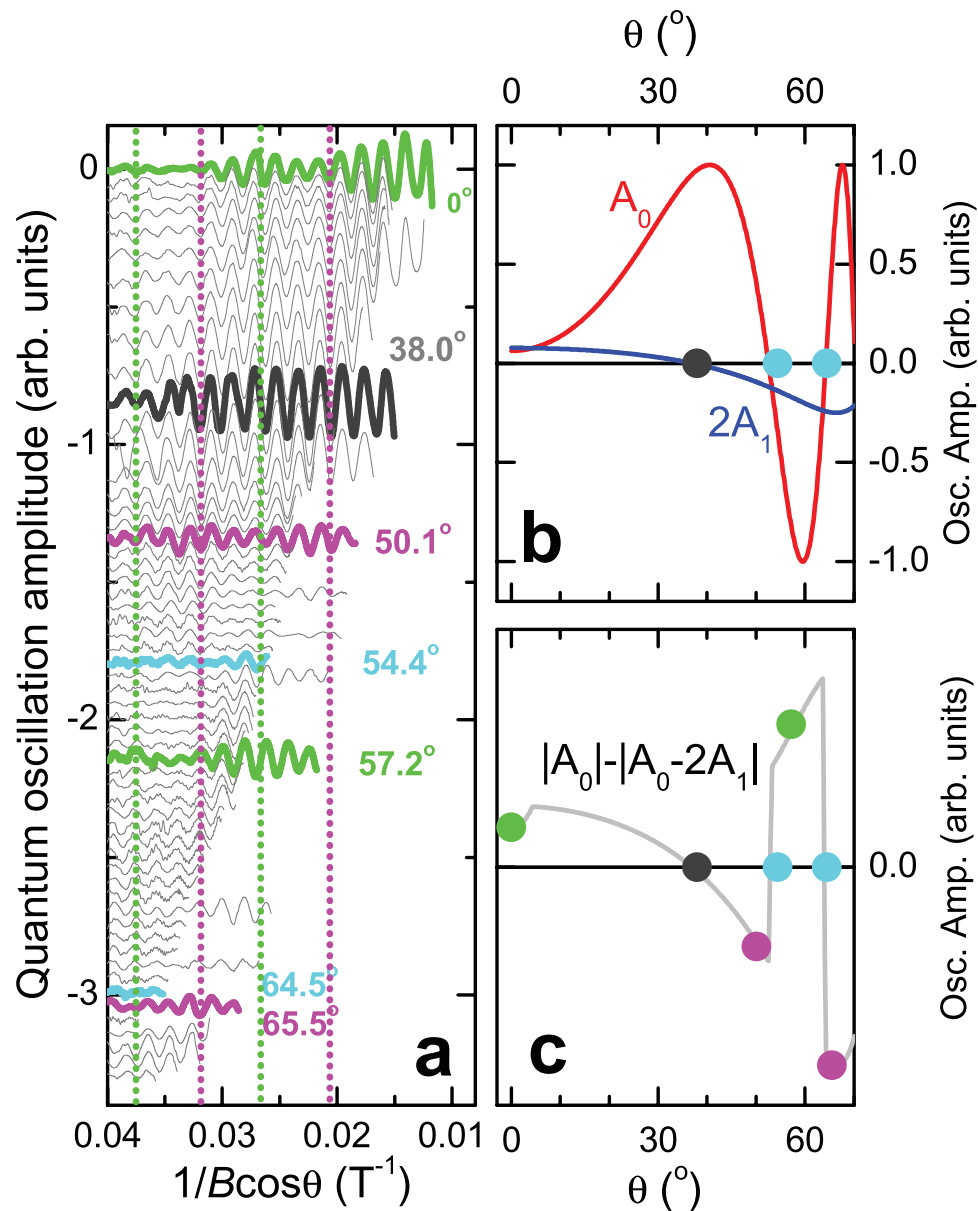 θ (°)
0 30 60
Quantum oscillation amplitude (arb. units)
0
-1
-2
-3
0°
38.0°
50.1°
54.4°
57.2°
64.5°
65.5°
a
0.04 0.03 0.02 0.01
1/Bcosθ (T⁻¹)
A₀
2A₁
b
1.0
0.5
0.0
-0.5
-1.0
Osc. Amp. (arb. units)
|A₀|-|A₀-2A₁|
c
0.0
Osc. Amp. (arb. units)
0 30 60
θ (°)